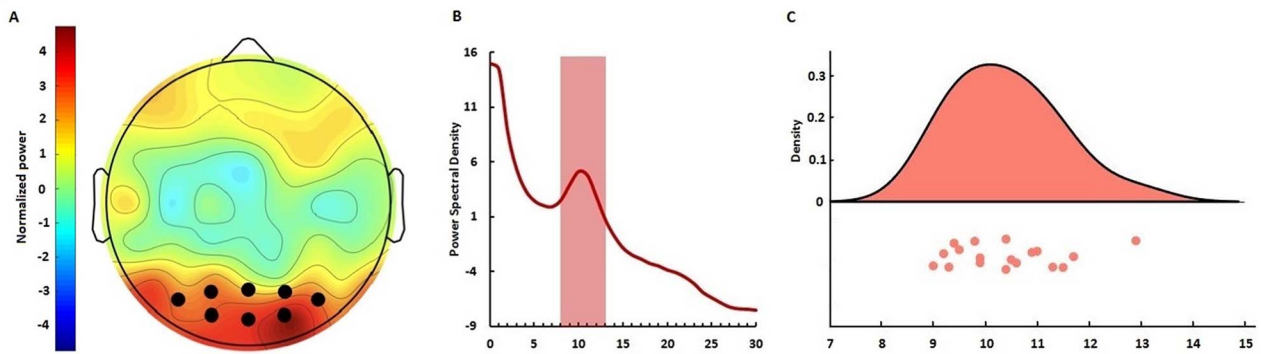 A
4
3
2
1
0
-1
-2
-3
-4
Normalized power
B
16
11
6
1
-4
-9
Power Spectral Density
0 5 10 15 20 25 30
C
0.3
0.2
0.1
0
Density
7 8 9 10 11 12 13 14 15